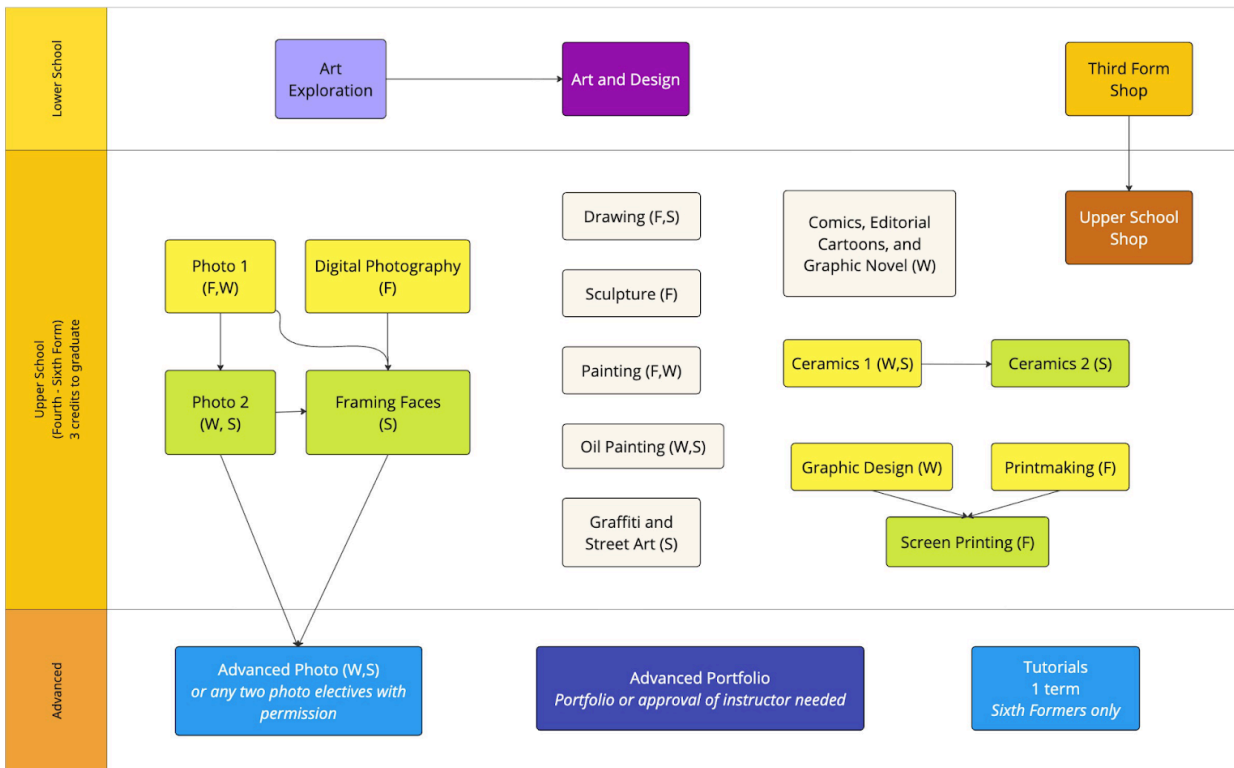 Lower School
Art
Exploration
Art and Design
Third Form
Shop
Upper School
(Fourth - Sixth Form)
3 credits to graduate
Photo 1
(F,W)
Digital Photography
(F)
Photo 2
(W, S)
Framing Faces
(S)
Drawing (F,S)
Sculpture (F)
Painting (F,W)
Oil Painting (W,S)
Graffiti and
Street Art (S)
Comics, Editorial
Cartoons, and
Graphic Novel (W)
Upper School
Shop
Ceramics 1 (W,S)
Ceramics 2 (S)
Graphic Design (W)
Printmaking (F)
Screen Printing (F)
Advanced
Advanced Photo (W,S)
or any two photo electives with
permission
Advanced Portfolio
Portfolio or approval of instructor needed
Tutorials
1 term
Sixth Formers only